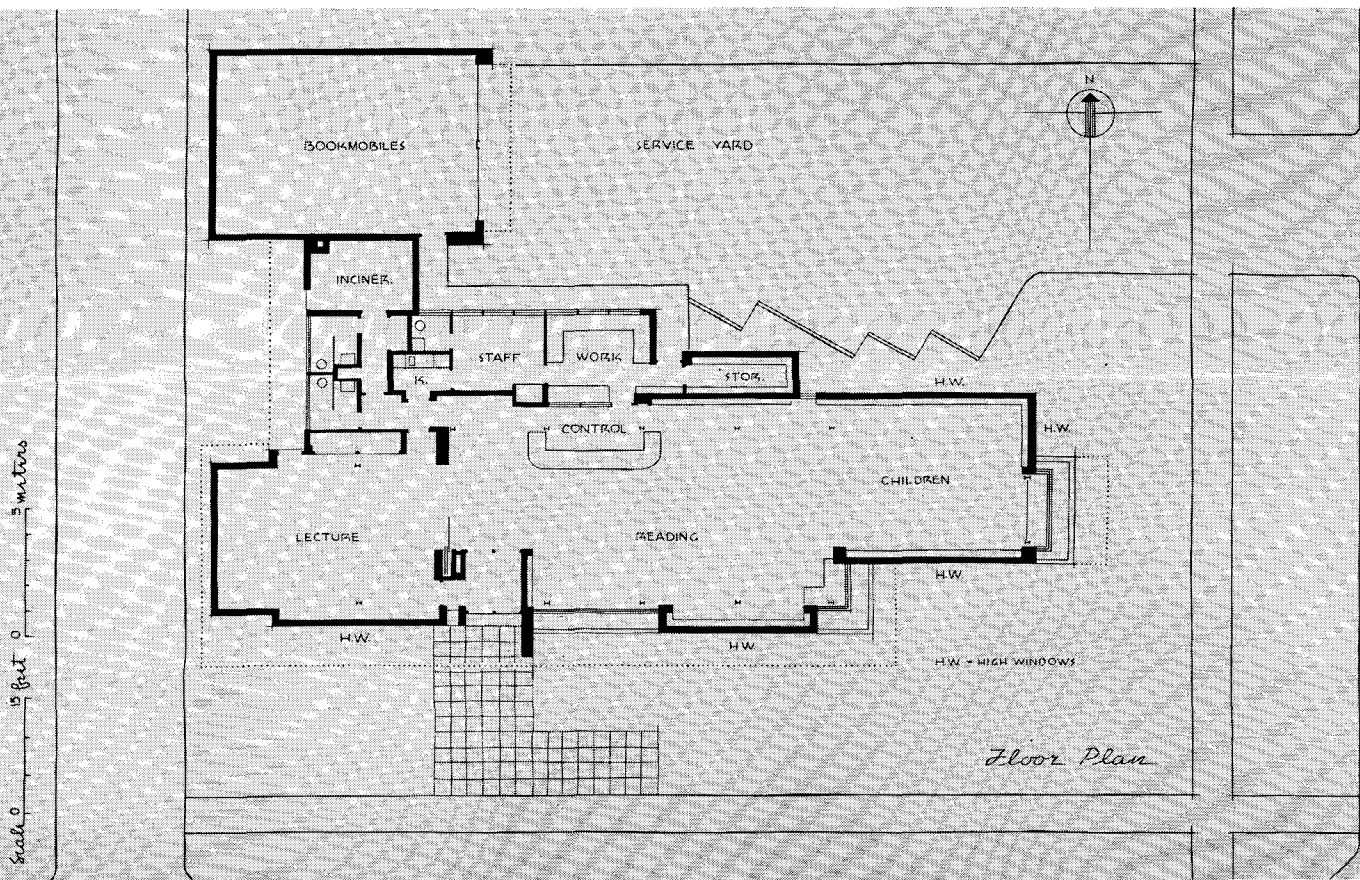 N
BOOKMOBILES
SERVICE YARD
INCINER.
STAFF
WORK
K.
STOR.
H.W.
CONTROL
H.W.
CHILDREN
LECTURE
READING
H.W.
H.W.
H.W.
H.W. = HIGH WINDOWS
Floor Plan
Scale 0 15 feet 0 5 meters